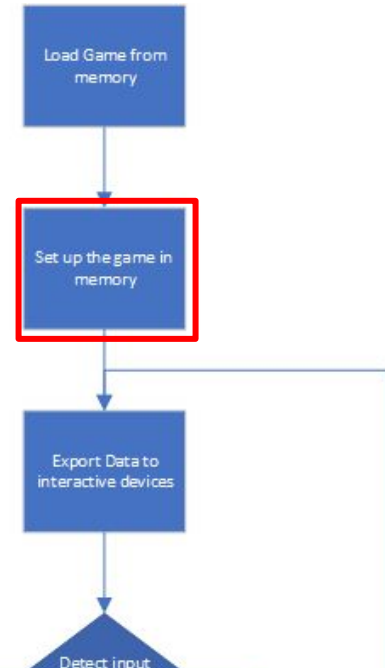 Load Game from
memory
Set up the game in
memory
Export Data to
interactive devices
Detect input